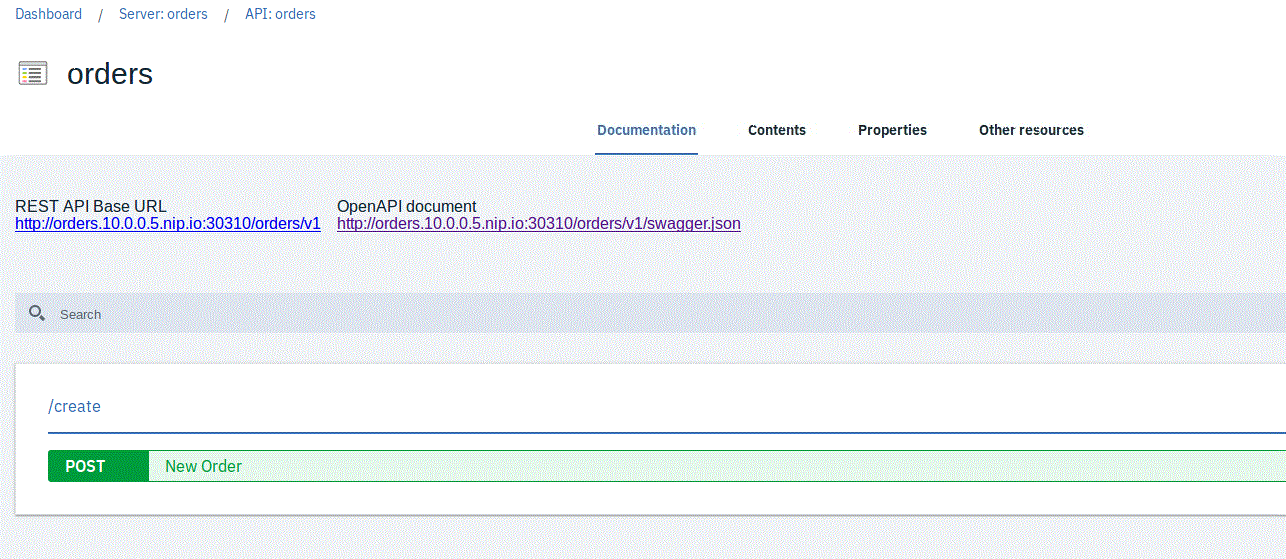 Dashboard / Server: orders / API: orders
orders
Documentation Contents Properties Other resources
REST API Base URL OpenAPI document
http://orders.10.0.0.5.nip.io:30310/orders/v1 http://orders.10.0.0.5.nip.io:30310/orders/v1/swagger.json
Search
/create
POST New Order